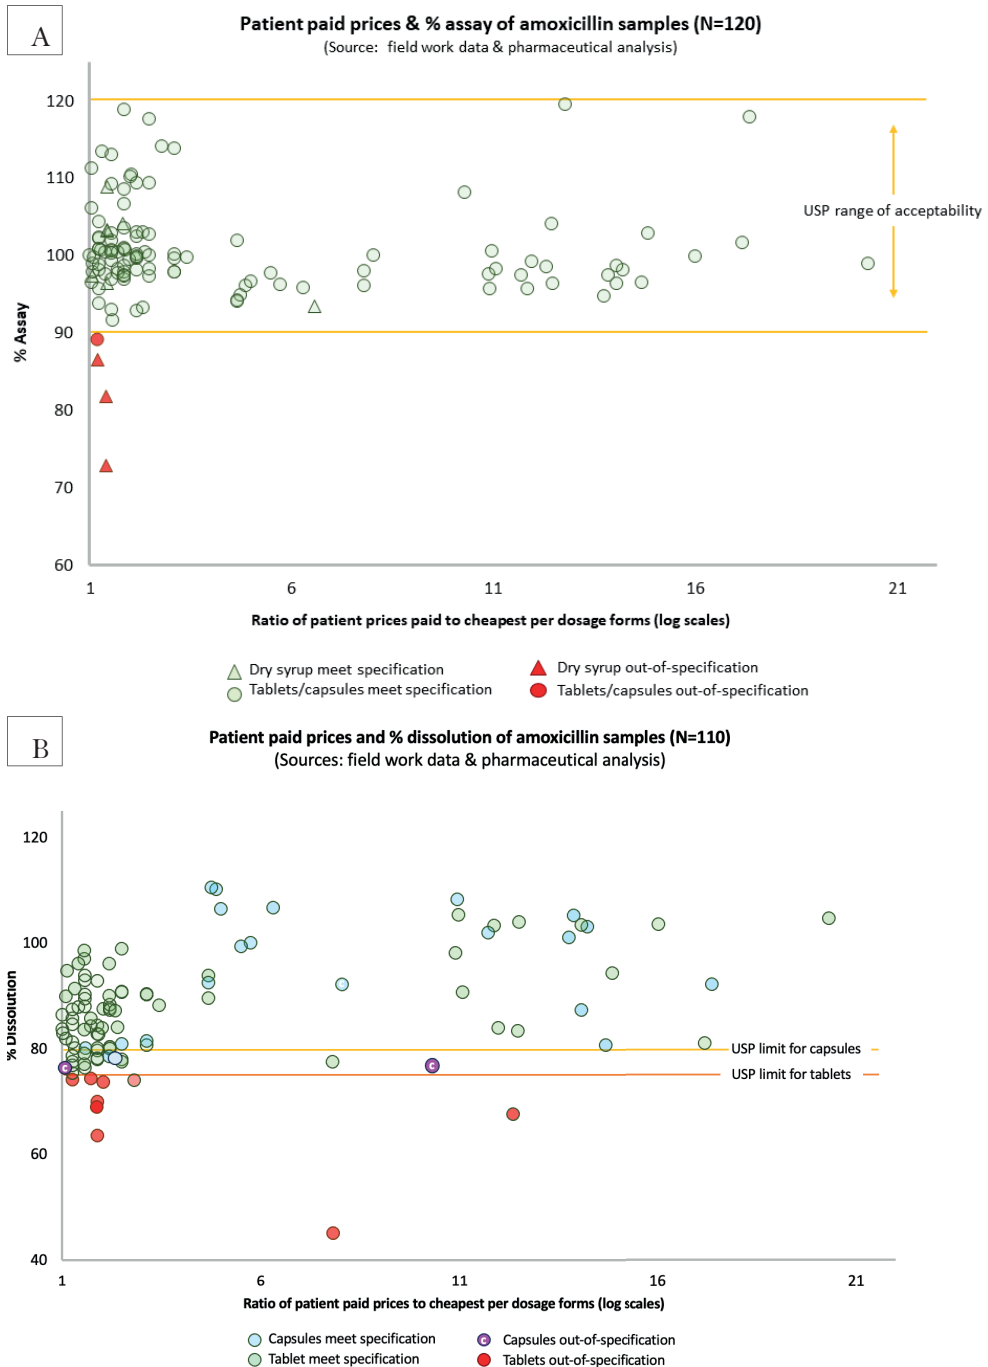 A
Patient paid prices & % assay of amoxicillin samples (N=120)
(Source: field work data & pharmaceutical analysis)
120
110
100
90
80
70
60
% Assay
USP range of acceptability
1 6 11 16 21
Ratio of patient prices paid to cheapest per dosage forms (log scales)
Dry syrup meet specification
Dry syrup out-of-specification
Tablets/capsules meet specification
Tablets/capsules out-of-specification
B
Patient paid prices and % dissolution of amoxicillin samples (N=110)
(Sources: field work data & pharmaceutical analysis)
120
100
80
60
40
% Dissolution
USP limit for capsules
USP limit for tablets
c
c
1 6 11 16 21
Ratio of patient paid prices to cheapest per dosage forms (log scales)
Capsules meet specification
c Capsules out-of-specification
Tablet meet specification
Tablets out-of-specification